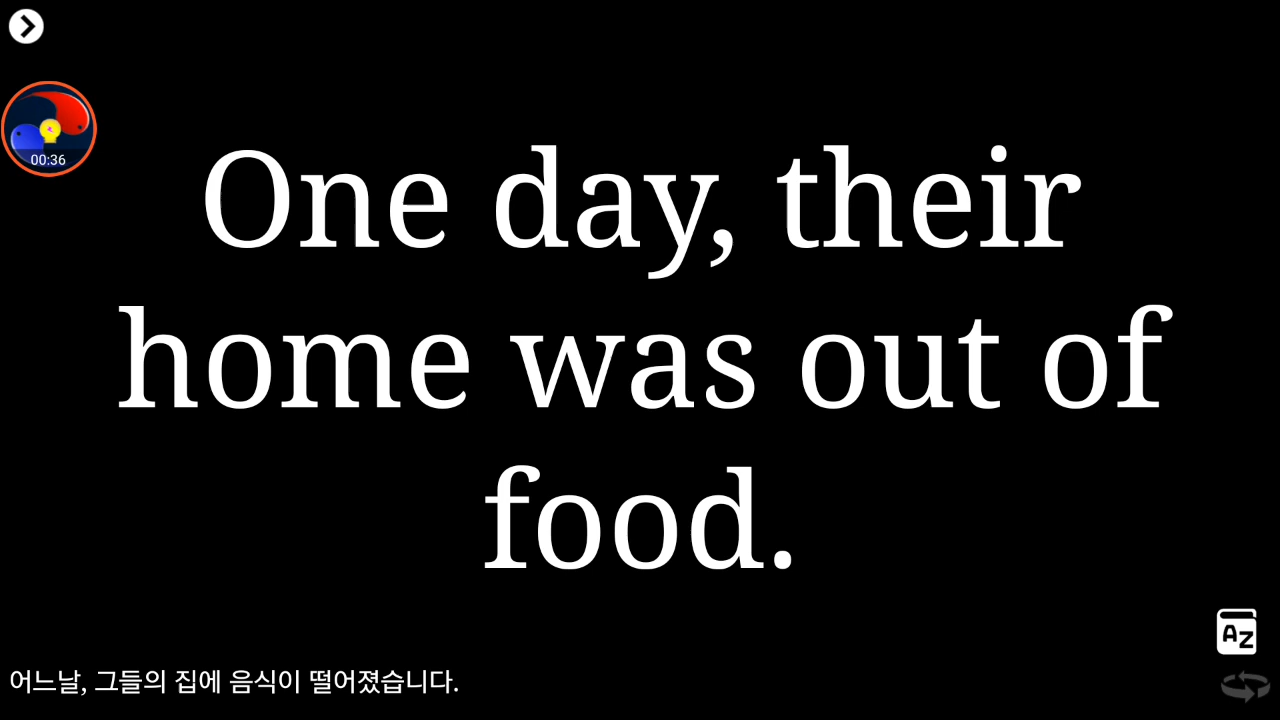 00:36
One day, their
home was out of
food.
AZ
어느날, 그들의 집에 음식이 떨어졌습니다.